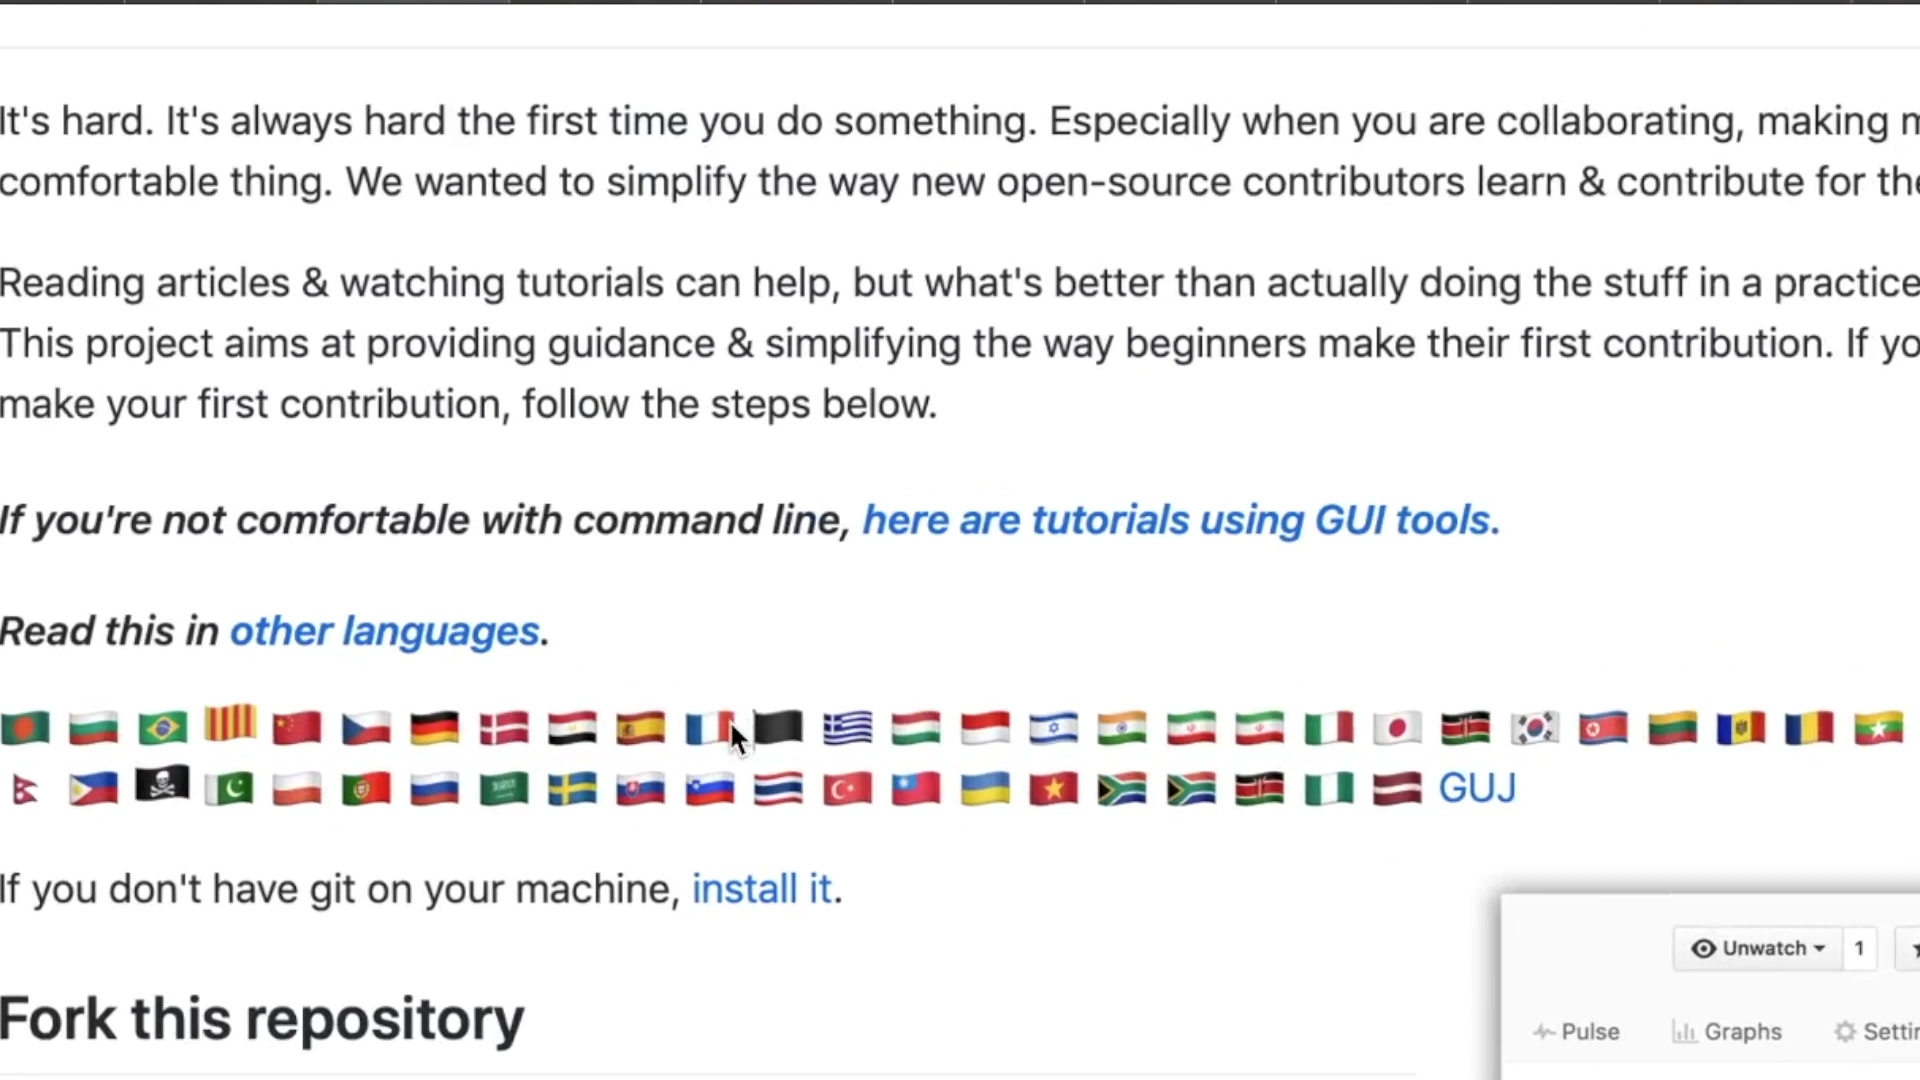 It's hard. It's always hard the first time you do something. Especially when you are collaborating, making
comfortable thing. We wanted to simplify the way new open-source contributors learn & contribute for
Reading articles & watching tutorials can help, but what's better than actually doing the stuff in a practice
This project aims at providing guidance & simplifying the way beginners make their first contribution. If
make your first contribution, follow the steps below.
If you're not comfortable with command line, here are tutorials using GUI tools.
Read this in other languages.
GUJ
If you don't have git on your machine, install it.
Unwatch 1
Fork this repository
Pulse Graphs